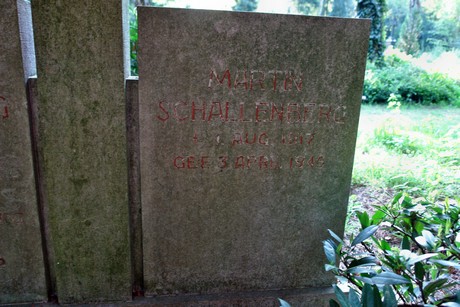 MARTIN
SCHALLENBERG
AUG
GEF. 3. APRIL